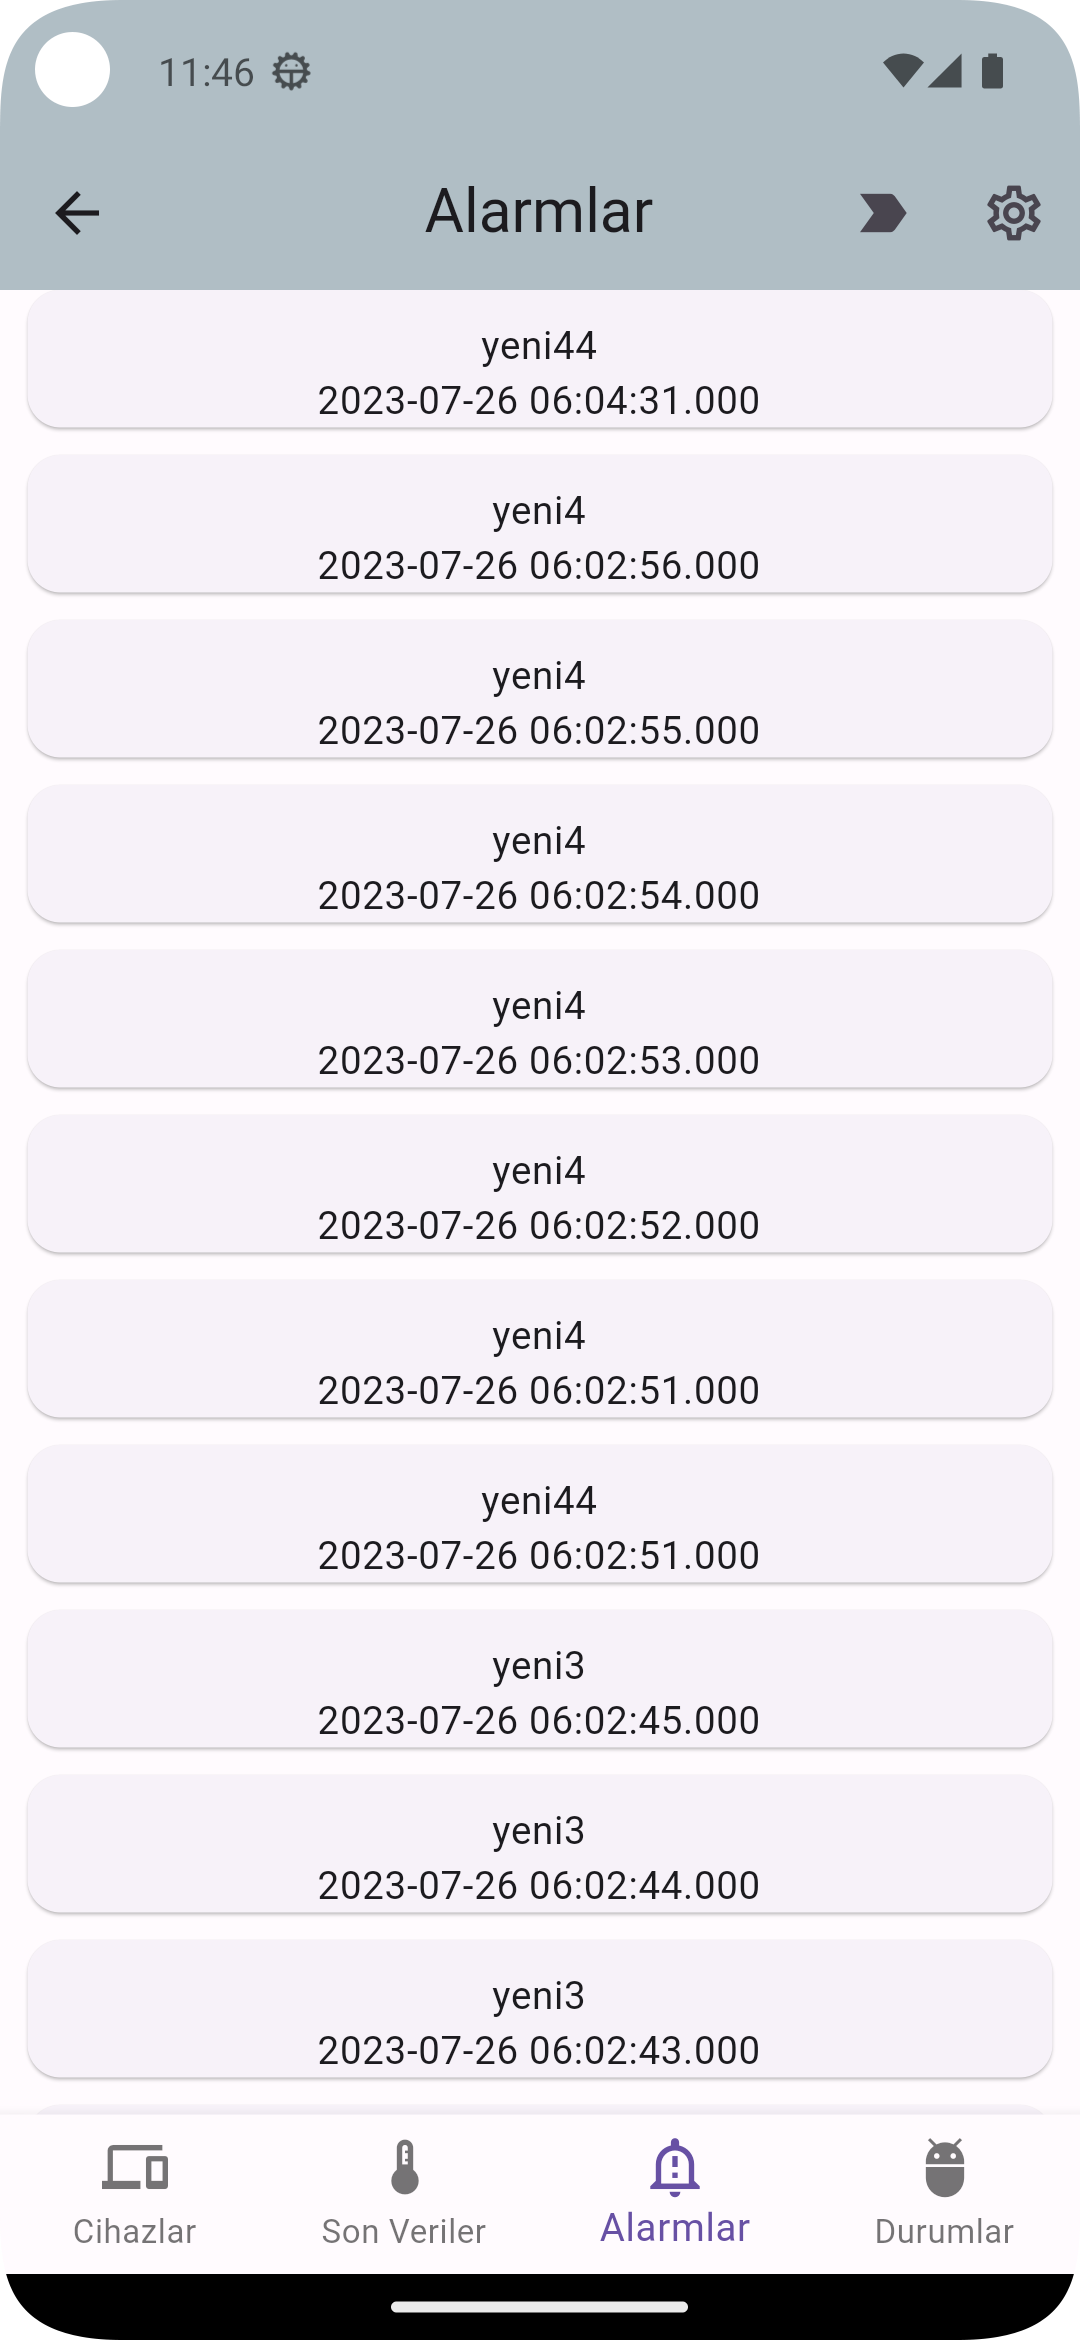 11:46
Alarmlar
yeni44
2023-07-26 06:04:31.000
yeni4
2023-07-26 06:02:56.000
yeni4
2023-07-26 06:02:55.000
yeni4
2023-07-26 06:02:54.000
yeni4
2023-07-26 06:02:53.000
yeni4
2023-07-26 06:02:52.000
yeni4
2023-07-26 06:02:51.000
yeni44
2023-07-26 06:02:51.000
yeni3
2023-07-26 06:02:45.000
yeni3
2023-07-26 06:02:44.000
yeni3
2023-07-26 06:02:43.000
Cihazlar
Son Veriler
Alarmlar
Durumlar